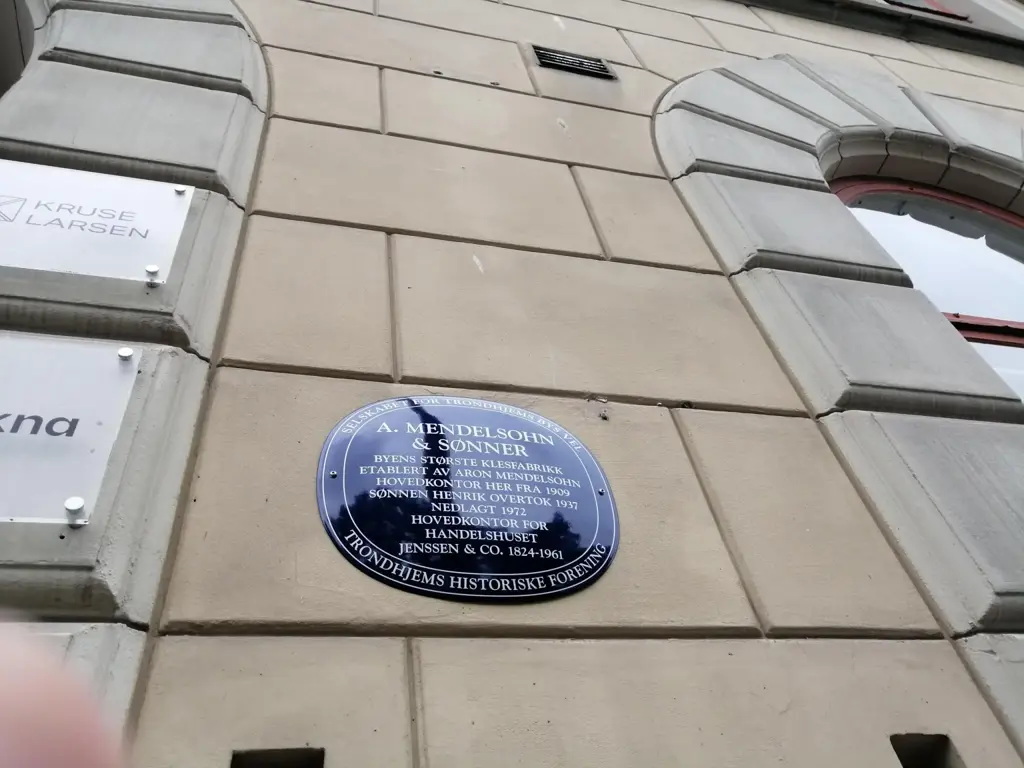 KRUSE
LARSEN
kna
SELSKABET FOR TRONDHJEMS BYS VEL
A. MENDELSOHN
& SØNNER
BYENS STØRSTE KLESFABRIKK
ETABLERT AV ARON MENDELSOHN
HOVEDKONTOR HER FRA 1909
SØNNEN HENRIK OVERTOK 1937
NEDLAGT 1972
HOVEDKONTOR FOR
HANDELSHUSET
JENSSEN & CO. 1824-1961
TRONDHJEMS HISTORISKE FORENING